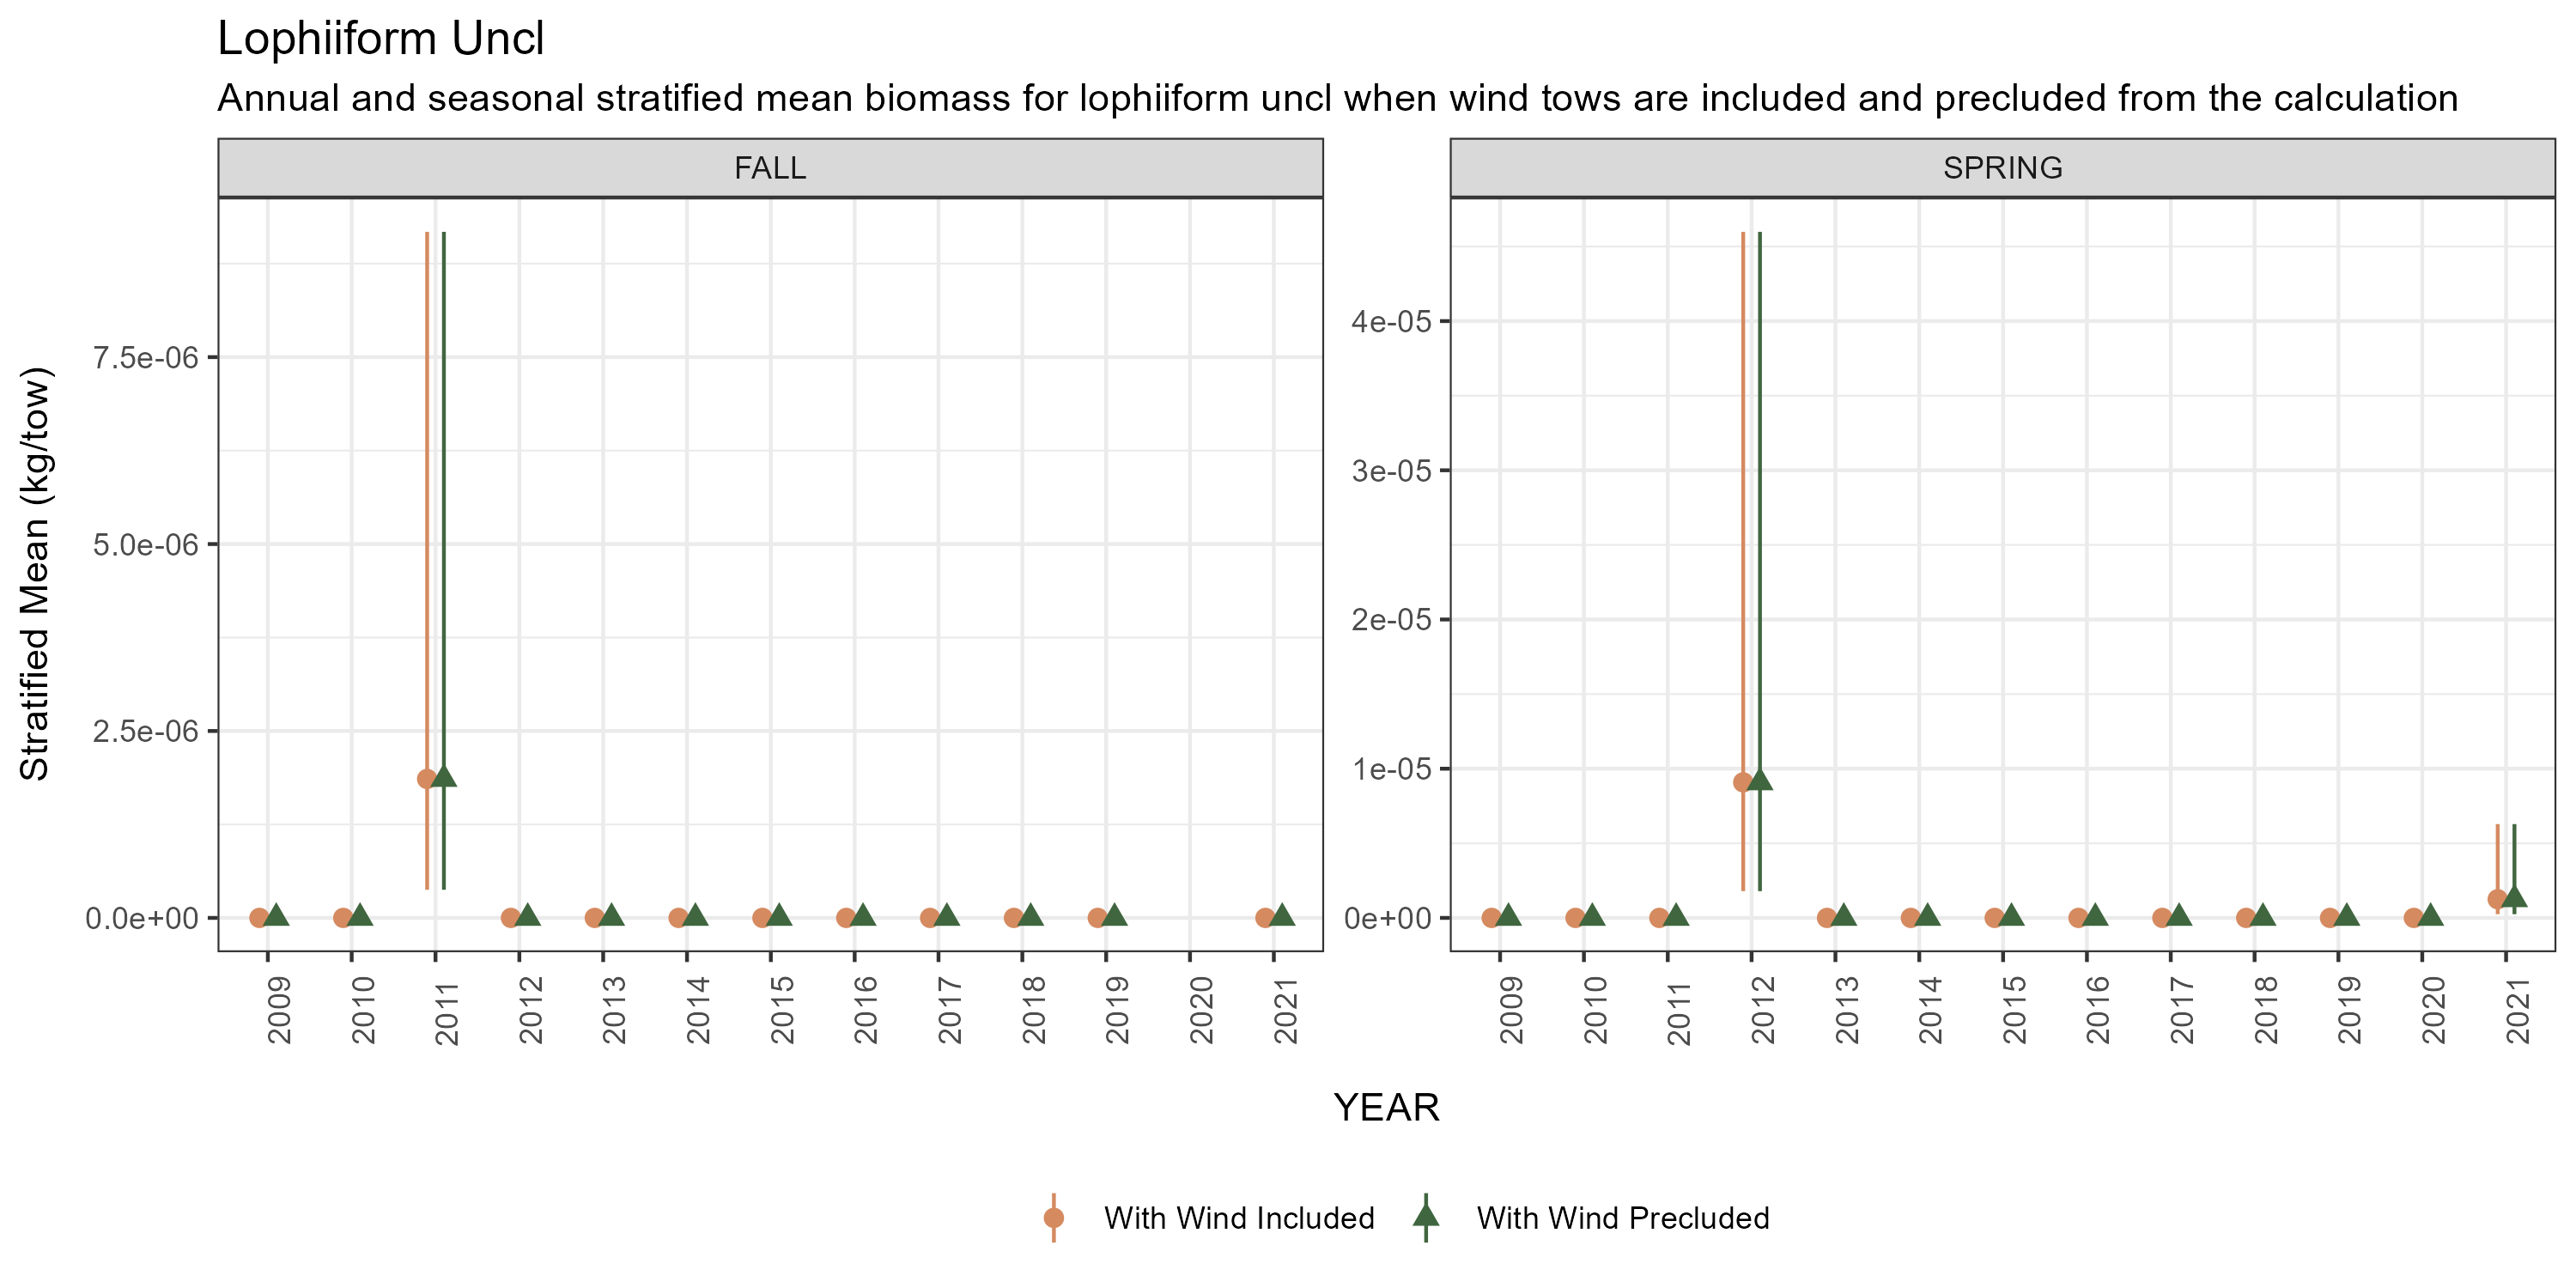 Lophiiform Uncl
Annual and seasonal stratified mean biomass for lophiiform uncl when wind tows are included and precluded from the calculation
FALL
SPRING
Stratified Mean (kg/tow)
7.5e-06
5.0e-06
2.5e-06
0.0e+00
4e-05
3e-05
2e-05
1e-05
0e+00
2009 2010 2011 2012 2013 2014 2015 2016 2017 2018 2019 2020 2021
2009 2010 2011 2012 2013 2014 2015 2016 2017 2018 2019 2020 2021
YEAR
With Wind Included
With Wind Precluded